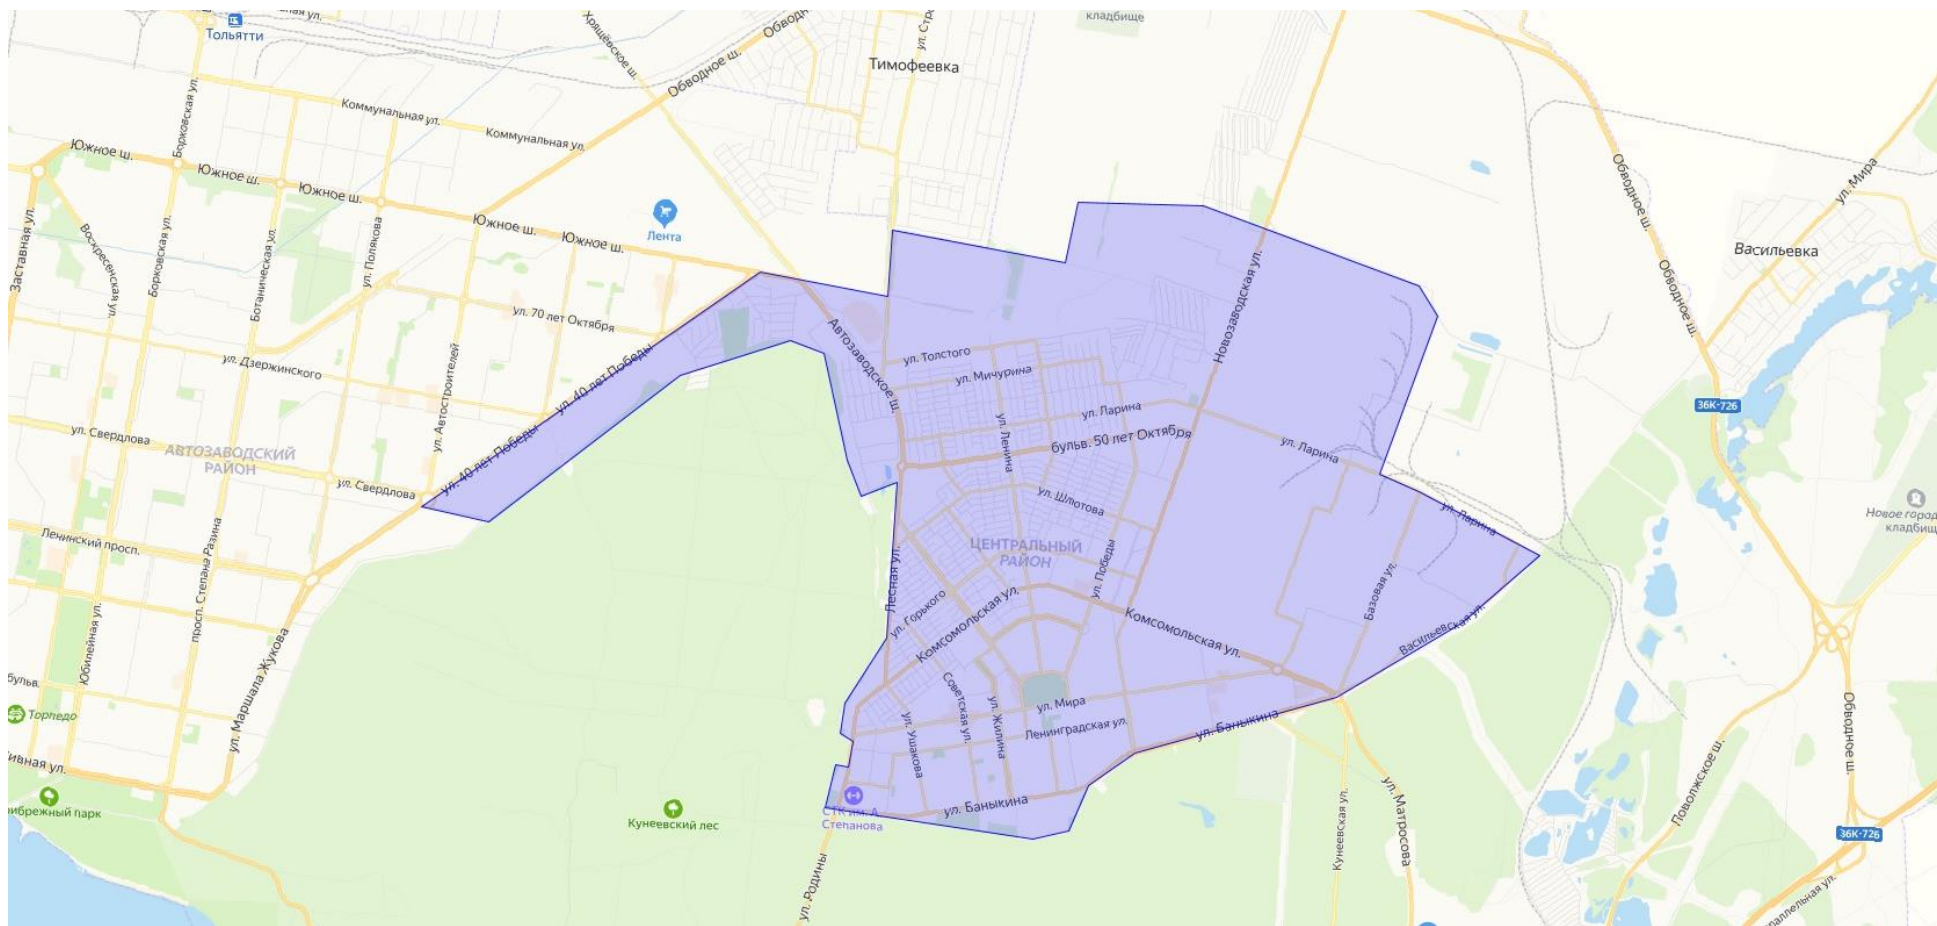 кладбище
Тольятти
Хрящёвское ш.
ул.
Обводное ш.
Тимофеевка
Борковская ул.
Коммунальная ул.
Коммунальная ул.
Южное ш.
Южное ш.
Южное ш.
Южное ш.
Южное ш.
Лента
Обводное ш.
ул. Мира
Васильевка
Обводное ш.
Заставная ул.
Воскресенская ул.
Борковская ул.
Ботаническая ул.
ул. Полякова
ул. 70 лет Октября
Новозаводская ул.
Автозаводское ш.
ул. Толстого
ул. Мичурина
ул. Дзержинского
ул. Автостроителей
ул. 40 лет Победы
ул. Ларина
36К-726
ул. Ленина
бульв. 50 лет Октября
ул. Ларина
ул. Свердлова
АВТОЗАВОДСКИЙ
РАЙОН
ул. 40 лет Победы
ул. Свердлова
ул. Шлютова
ул. Ларина
Ленинский просп.
просп. Степана Разина
ЦЕНТРАЛЬНЫЙ
РАЙОН
ул. Победы
Лесная ул.
ул. Горького
Комсомольская ул.
Комсомольская ул.
Базовая ул.
Васильевская ул.
Юбилейная ул.
ул. Маршала Жукова
бульв.
Торпедо
Советская ул.
ул. Жилина
ул. Мира
Ленинградская ул.
ул. Ушакова
ул. Баныкина
Обводное ш.
Поволжское ш.
ул. Баныкина
СТК им. А.
Степанова
Кунеевский лес
Кунеевская ул.
ул. Матросова
36К-726
ул. Родины